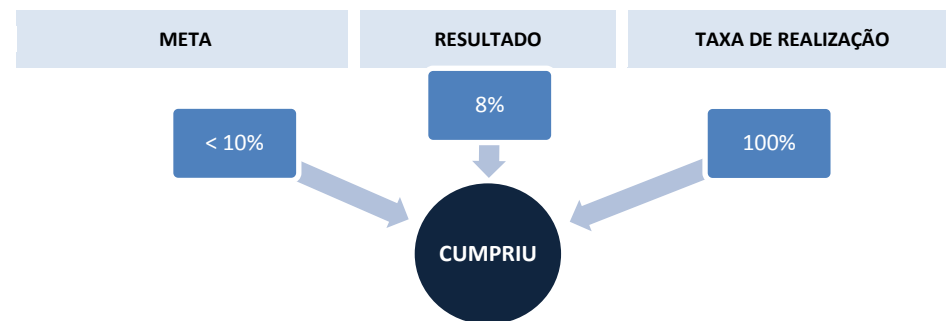 META
RESULTADO
TAXA DE REALIZAÇÃO
< 10%
8%
100%
CUMPRIU